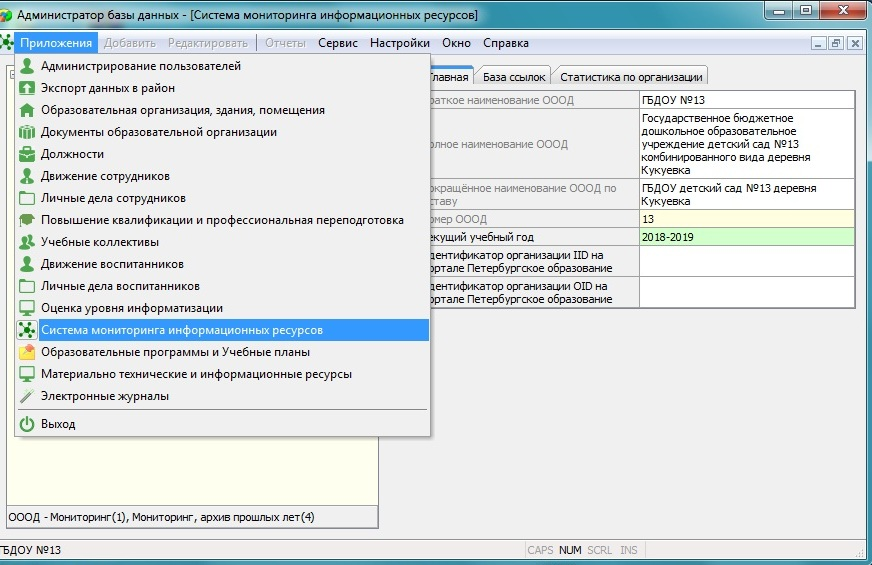 Администратор базы данных - [Система мониторинга информационных ресурсов]
Приложения Добавить Редактировать Отчеты Сервис Настройки Окно Справка
Администрирование пользователей
Экспорт данных в район
Образовательная организация, здания, помещения
Документы образовательной организации
Должности
Движение сотрудников
Личные дела сотрудников
Повышение квалификации и профессиональная переподготовка
Учебные коллективы
Движение воспитанников
Личные дела воспитанников
Оценка уровня информатизации
Система мониторинга информационных ресурсов
Образовательные программы и Учебные планы
Материально технические и информационные ресурсы
Электронные журналы
Выход
лавная База ссылок Статистика по организации
раткое наименование ОООД ГБДОУ №13
олное наименование ОООД
Государственное бюджетное
дошкольное образовательное
учреждение детский сад №13
комбинированного вида деревня
Кукуевка
окращённое наименование ОООД по
ставу
ГБДОУ детский сад №13 деревня
Кукуевка
омер ОООД 13
екущий учебный год 2018-2019
дентификатор организации IID на
ортале Петербургское образование
дентификатор организации OID на
ортале Петербургское образование
ОООД - Мониторинг(1), Мониторинг, архив прошлых лет(4)
ГБДОУ №13 CAPS NUM SCRL INS